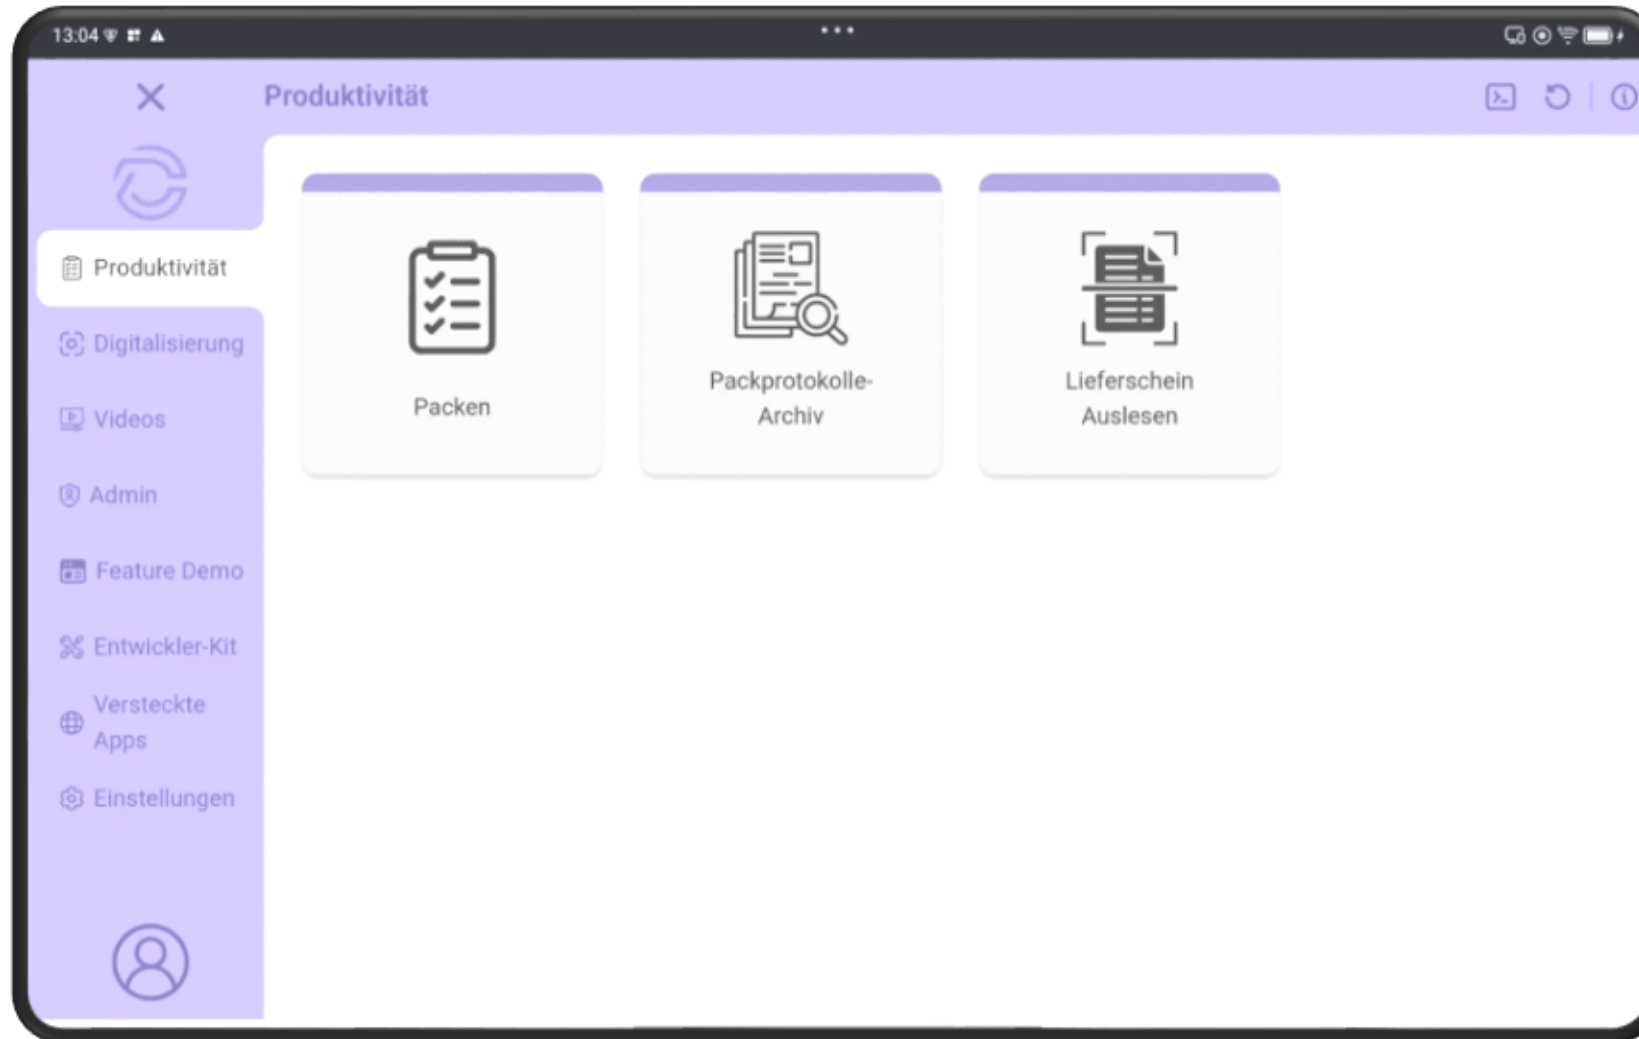 13:04
Produktivität
Produktivität
Digitalisierung
Videos
Admin
Feature Demo
Entwickler-Kit
Versteckte
Apps
Einstellungen
Packen
Packprotokolle-
Archiv
Lieferschein
Auslesen